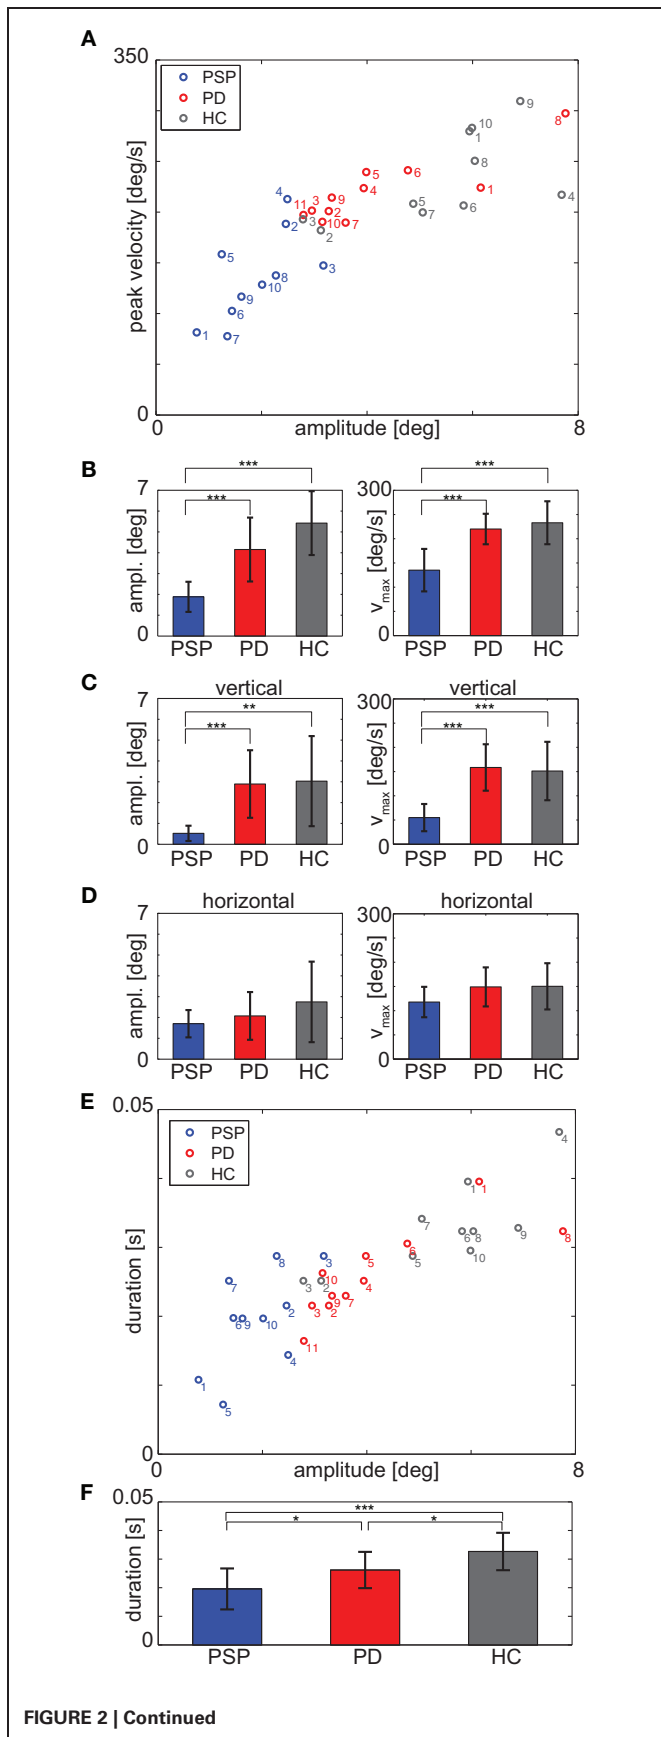 A
350
PSP
PD
HC
9
8
10
1
8
5
6
4
1
4
4
3
9
5
6
11
2
7
2
3
10
7
2
5
3
8
10
9
6
1
7
peak velocity [deg/s]
0
0
amplitude [deg]
8
B
***
***
7
ampl. [deg]
0
PSP PD HC
***
***
300
vmax [deg/s]
0
PSP PD HC
C
vertical
**
***
7
ampl. [deg]
0
PSP PD HC
vertical
***
***
300
vmax [deg/s]
0
PSP PD HC
D
horizontal
7
ampl. [deg]
0
PSP PD HC
horizontal
300
vmax [deg/s]
0
PSP PD HC
E
0.05
PSP
PD
HC
4
1
1
7
6
8
9
8
10
6
8
3
5
5
7
3
2
10
4
9
7
6
9
10
2
3
2
11
4
1
5
duration [s]
0
0
amplitude [deg]
8
F
0.05
***
*
*
duration [s]
0
PSP PD HC
FIGURE 2 | Continued